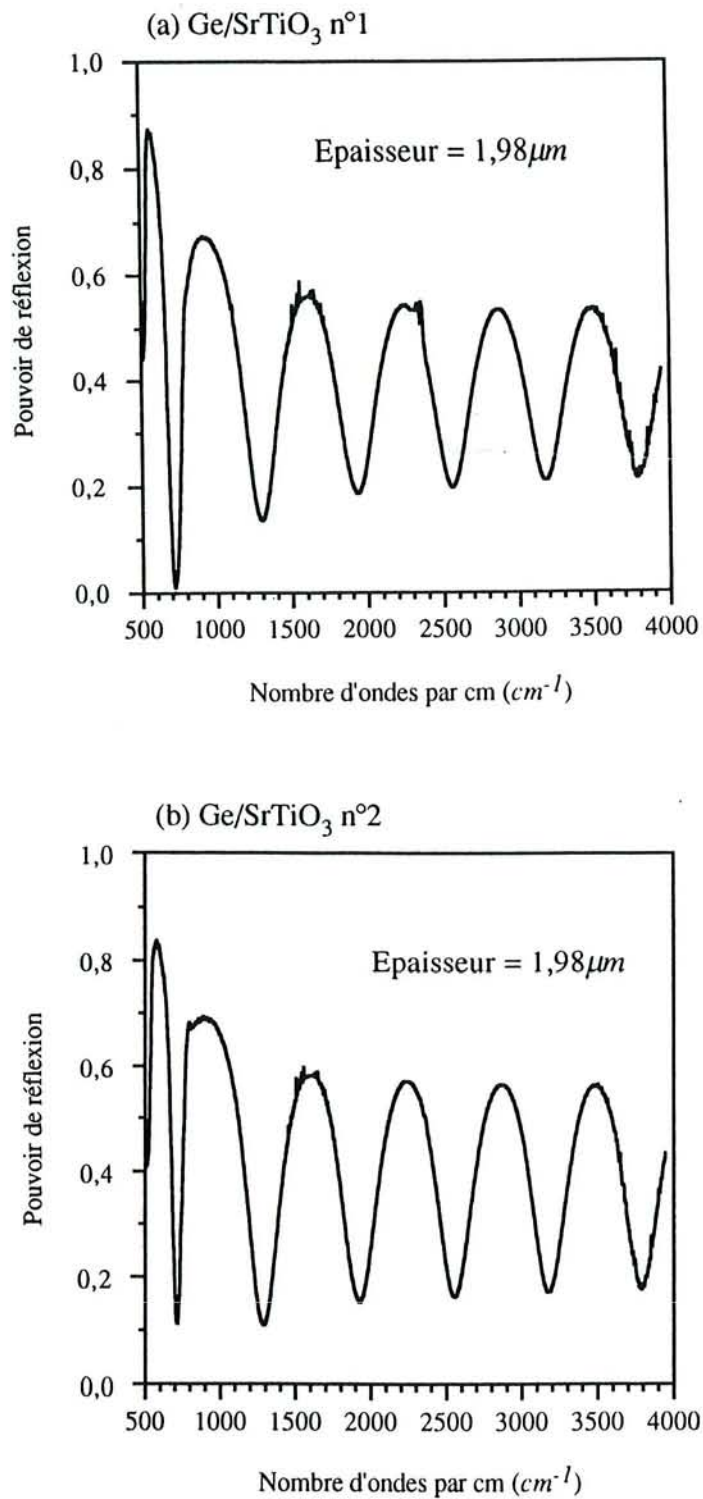 (a) Ge/SrTiO3 n°1
1,0
0,8
0,6
0,4
0,2
0,0
Pouvoir de réflexion
Epaisseur = 1,98µm
500 1000 1500 2000 2500 3000 3500 4000
Nombre d'ondes par cm (cm-1)
(b) Ge/SrTiO3 n°2
1,0
0,8
0,6
0,4
0,2
0,0
Pouvoir de réflexion
Epaisseur = 1,98µm
500 1000 1500 2000 2500 3000 3500 4000
Nombre d'ondes par cm (cm-1)